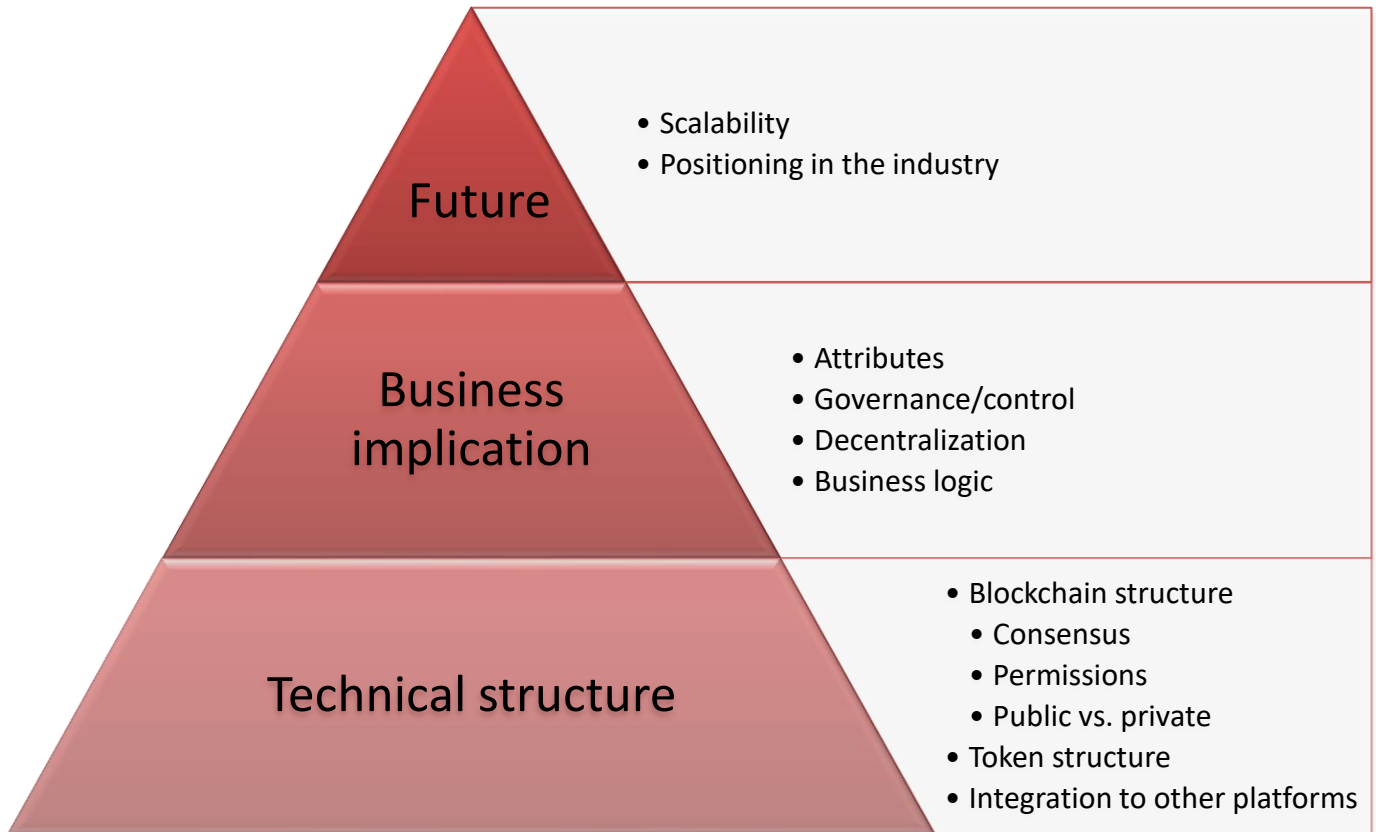 Future
• Scalability
• Positioning in the industry
Business
implication
• Attributes
• Governance/control
• Decentralization
• Business logic
Technical structure
• Blockchain structure
• Consensus
• Permissions
• Public vs. private
• Token structure
• Integration to other platforms